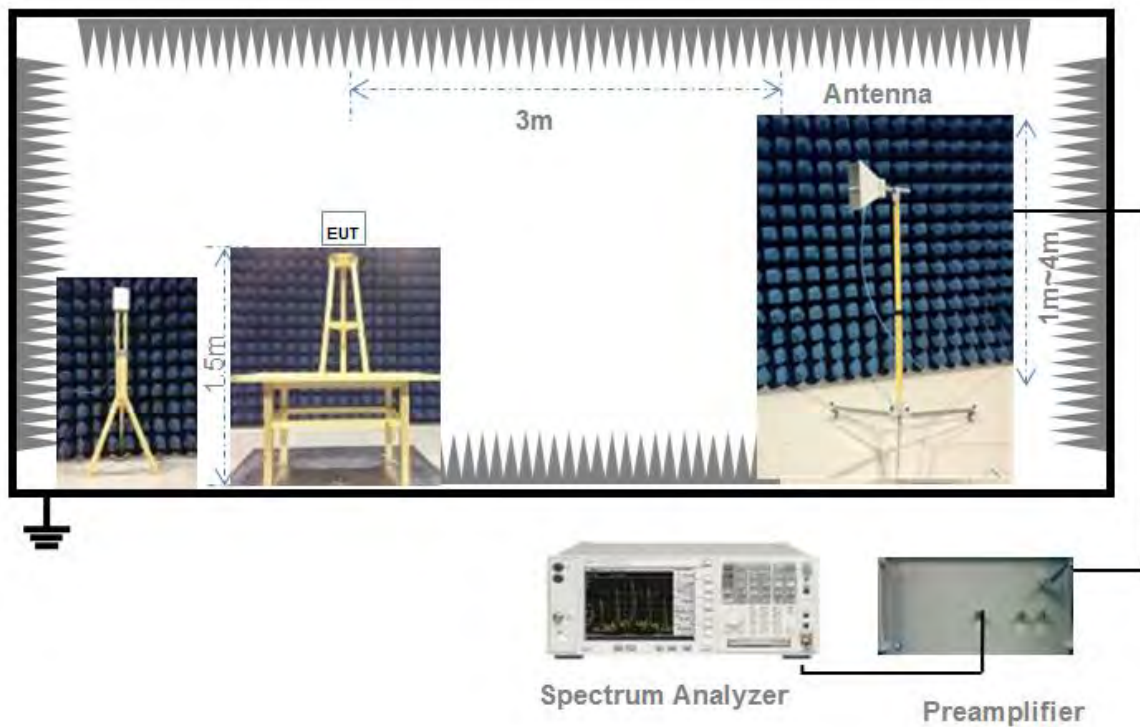 Antenna
3m
EUT
1.5m
1m~4m
Spectrum Analyzer
Preamplifier